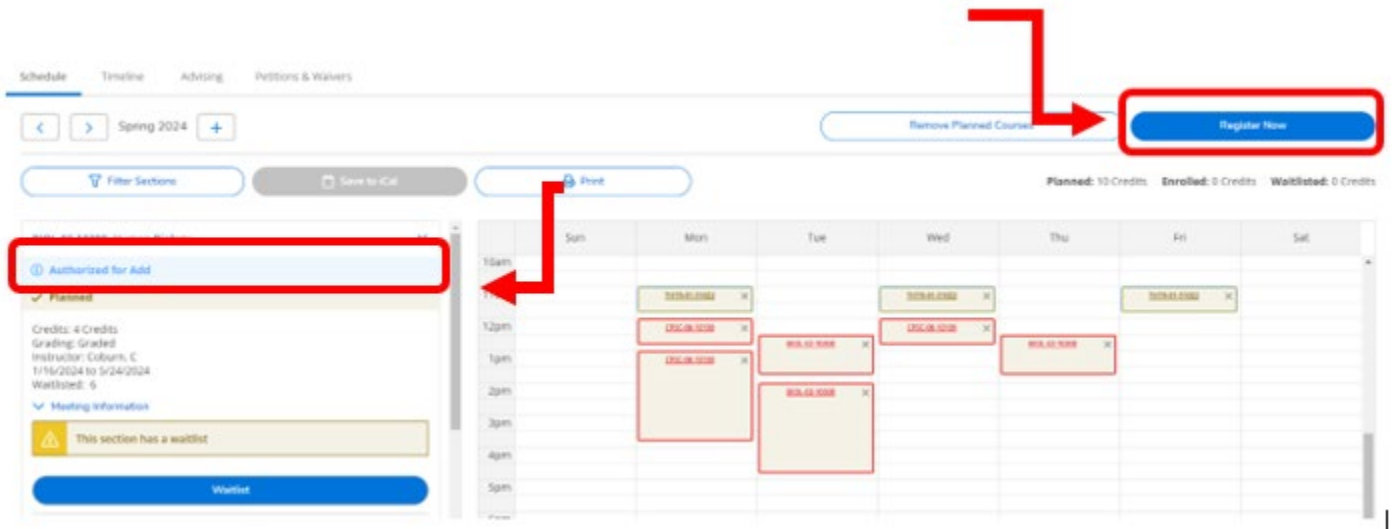 Schedule Timeline Advising Petitions & Waivers
Spring 2024
Remove Planned Courses
Register Now
Filter Sections Save to iCal Print
Planned: 10 Credits Enrolled: 0 Credits Waitlisted: 0 Credits
Sun Mon Tue Wed Thu Fri Sat
Authorized for Add
10am
Planned
12pm
Credits: 4 Credits
Grading: Graded
Instructor: Coburn, C
1pm
1/16/2024 to 5/24/2024
Waitlisted: 6
2pm
Meeting Information
3pm
This section has a waitlist
4pm
Waitlist
5pm